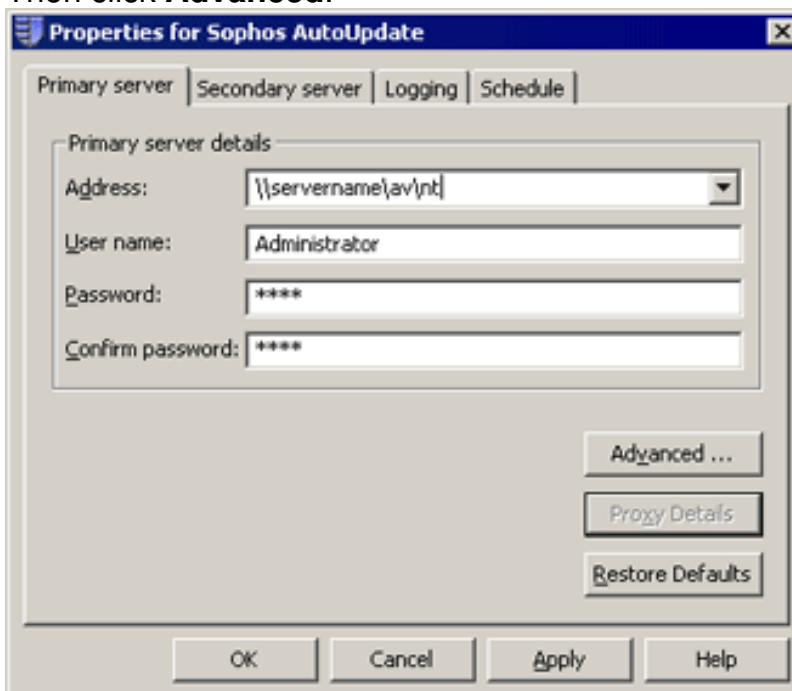 Then click Advanced.
Properties for Sophos AutoUpdate
Primary server Secondary server Logging Schedule
Primary server details
Address: \\servername\av\nt
User name: Administrator
Password: ****
Confirm password: ****
Advanced ...
Proxy Details
Restore Defaults
OK Cancel Apply Help